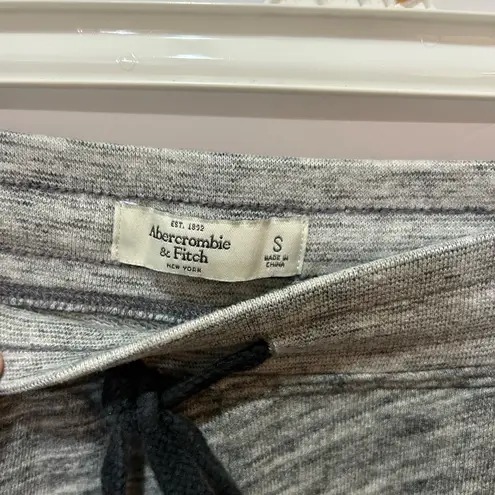 EST. 1892
Abercrombie
& Fitch
NEW YORK
S
MADE IN
CHINA